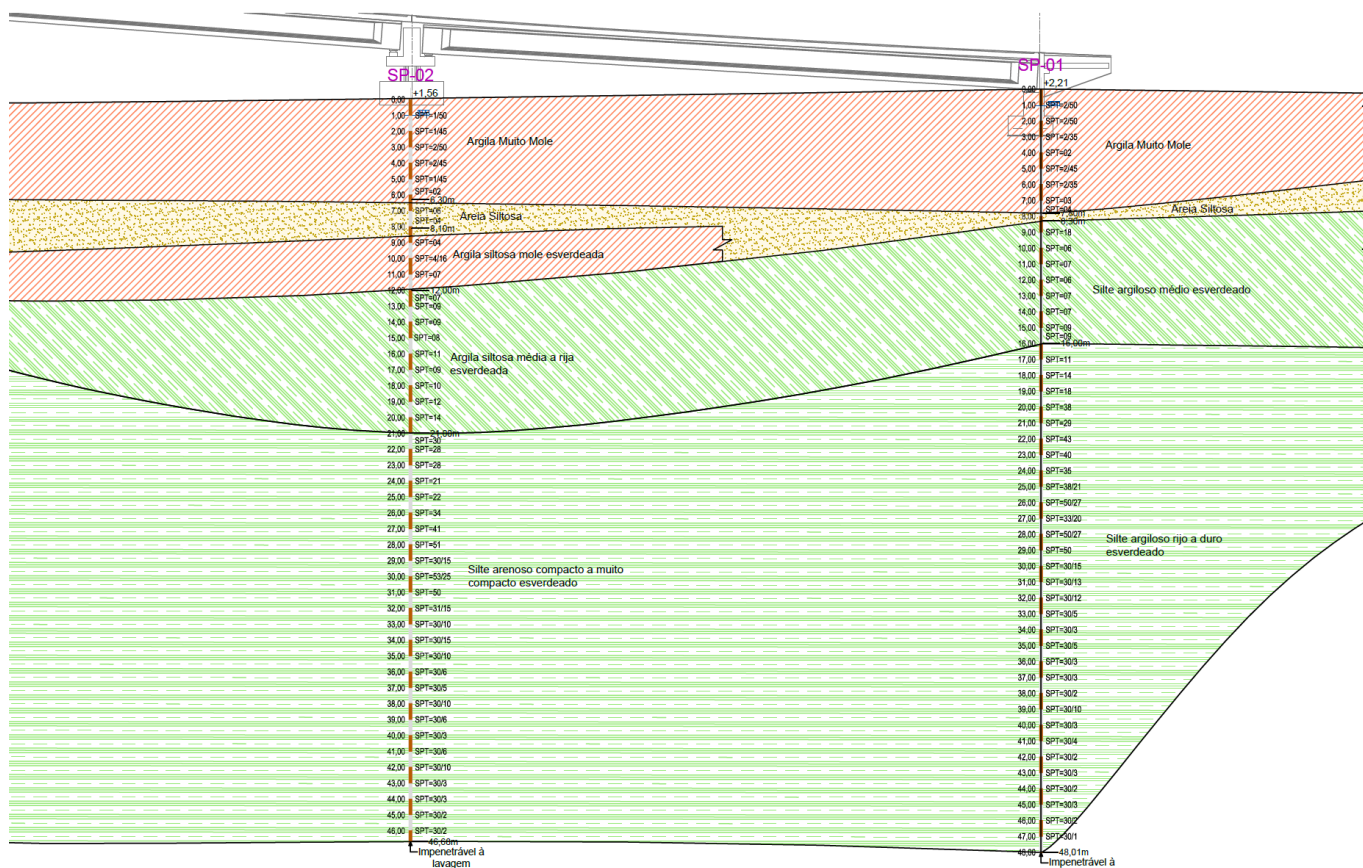 SP-02
+1,56
0,00
1,00 SPT=1/50
2,00 SPT=1/45
3,00 SPT=2/50
4,00 SPT=2/45
5,00 SPT=1/45
SPT=02
6,00
6,30m
7,00
SPT=04
8,00
8,10m
9,00 SPT=04
10,00 SPT=4/16
11,00 SPT=07
12,00 12,00m
SPT=07
13,00 SPT=09
14,00 SPT=09
15,00 SPT=08
16,00 SPT=11
17,00 SPT=09
18,00 SPT=10
19,00 SPT=12
20,00 SPT=14
SPT=30
22,00 SPT=28
23,00 SPT=28
24,00 SPT=21
25,00 SPT=22
26,00 SPT=34
27,00 SPT=41
28,00 SPT=51
29,00 SPT=30/15
30,00 SPT=53/25
31,00 SPT=50
32,00 SPT=31/15
33,00 SPT=30/10
34,00 SPT=30/15
35,00 SPT=30/10
36,00 SPT=30/6
37,00 SPT=30/5
38,00 SPT=30/10
39,00 SPT=30/6
40,00 SPT=30/3
41,00 SPT=30/6
42,00 SPT=30/10
43,00 SPT=30/3
44,00 SPT=30/3
45,00 SPT=30/2
46,00 SPT=30/2
Impenetrável à
lavagem
Argila Muito Mole
Areia Siltosa
Argila siltosa mole esverdeada
Argila siltosa média a rija
esverdeada
Silte arenoso compacto a muito
compacto esverdeado
SP-01
+2,21
0,00
1,00 SPT=2/50
2,00 SPT=2/50
3,00 SPT=2/35
4,00 SPT=02
5,00 SPT=2/45
6,00 SPT=2/35
7,00 SPT=03
8,00
9,00 SPT=18
10,00 SPT=06
11,00 SPT=07
12,00 SPT=06
13,00 SPT=07
14,00 SPT=07
15,00 SPT=09
SPT=09
16,00 16,00m
17,00 SPT=11
18,00 SPT=14
19,00 SPT=18
20,00 SPT=38
21,00 SPT=29
22,00 SPT=43
23,00 SPT=40
24,00 SPT=35
25,00 SPT=38/21
26,00 SPT=50/27
27,00 SPT=33/20
28,00 SPT=50/27
29,00 SPT=50
30,00 SPT=30/15
31,00 SPT=30/13
32,00 SPT=30/12
33,00 SPT=30/5
34,00 SPT=30/3
35,00 SPT=30/5
36,00 SPT=30/3
37,00 SPT=30/3
38,00 SPT=30/2
39,00 SPT=30/10
40,00 SPT=30/3
41,00 SPT=30/4
42,00 SPT=30/2
43,00 SPT=30/3
44,00 SPT=30/2
45,00 SPT=30/3
46,00 SPT=30/2
47,00 SPT=30/1
48,00 48,01m
Impenetrável à
Argila Muito Mole
Areia Siltosa
Silte argiloso médio esverdeado
Silte argiloso rijo a duro
esverdeado